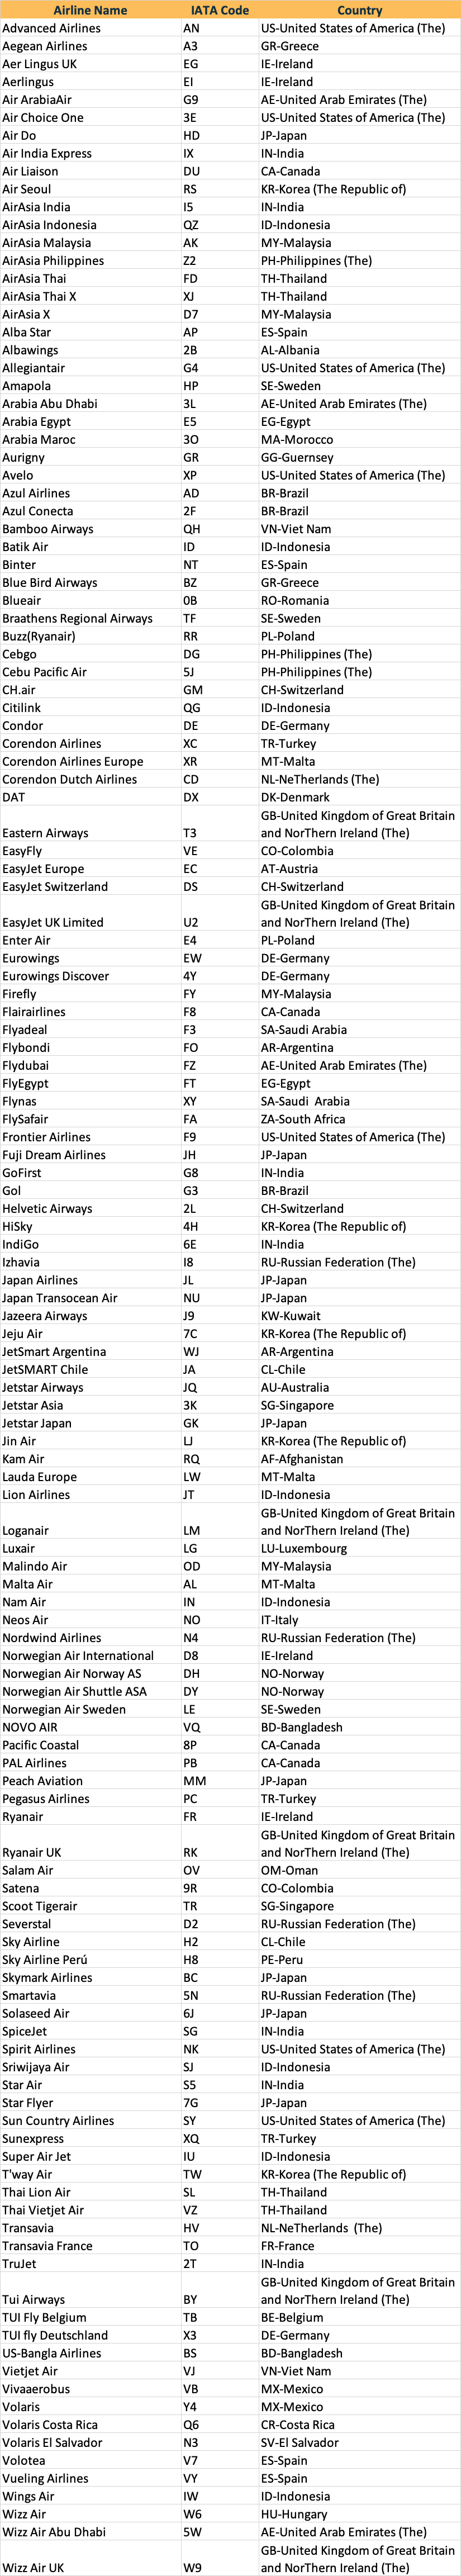 Airline Name IATA Code Country
Advanced Airlines AN US-United States of America (The)
Aegean Airlines A3 GR-Greece
Aer Lingus UK EG IE-Ireland
Aerlingus EI IE-Ireland
Air ArabiaAir G9 AE-United Arab Emirates (The)
Air Choice One 3E US-United States of America (The)
Air Do HD JP-Japan
Air India Express IX IN-India
Air Liaison DU CA-Canada
Air Seoul RS KR-Korea (The Republic of)
AirAsia India I5 IN-India
AirAsia Indonesia QZ ID-Indonesia
AirAsia Malaysia AK MY-Malaysia
AirAsia Philippines Z2 PH-Philippines (The)
AirAsia Thai FD TH-Thailand
AirAsia Thai X XJ TH-Thailand
AirAsia X D7 MY-Malaysia
Alba Star AP ES-Spain
Albawings 2B AL-Albania
Allegiantair G4 US-United States of America (The)
Amapola HP SE-Sweden
Arabia Abu Dhabi 3L AE-United Arab Emirates (The)
Arabia Egypt E5 EG-Egypt
Arabia Maroc 3O MA-Morocco
Aurigny GR GG-Guernsey
Avelo XP US-United States of America (The)
Azul Airlines AD BR-Brazil
Azul Conecta 2F BR-Brazil
Bamboo Airways QH VN-Viet Nam
Batik Air ID ID-Indonesia
Binter NT ES-Spain
Blue Bird Airways BZ GR-Greece
Blueair 0B RO-Romania
Braathens Regional Airways TF SE-Sweden
Buzz(Ryanair) RR PL-Poland
Cebgo DG PH-Philippines (The)
Cebu Pacific Air 5J PH-Philippines (The)
CH.air GM CH-Switzerland
Citilink QG ID-Indonesia
Condor DE DE-Germany
Corendon Airlines XC TR-Turkey
Corendon Airlines Europe XR MT-Malta
Corendon Dutch Airlines CD NL-NeTherlands (The)
DAT DX DK-Denmark
GB-United Kingdom of Great Britain
Eastern Airways T3 and NorThern Ireland (The)
EasyFly VE CO-Colombia
EasyJet Europe EC AT-Austria
EasyJet Switzerland DS CH-Switzerland
GB-United Kingdom of Great Britain
EasyJet UK Limited U2 and NorThern Ireland (The)
Enter Air E4 PL-Poland
Eurowings EW DE-Germany
Eurowings Discover 4Y DE-Germany
Firefly FY MY-Malaysia
Flairairlines F8 CA-Canada
Flyadeal F3 SA-Saudi Arabia
Flybondi FO AR-Argentina
Flydubai FZ AE-United Arab Emirates (The)
FlyEgypt FT EG-Egypt
Flynas XY SA-Saudi  Arabia
FlySafair FA ZA-South Africa
Frontier Airlines F9 US-United States of America (The)
Fuji Dream Airlines JH JP-Japan
GoFirst G8 IN-India
Gol G3 BR-Brazil
Helvetic Airways 2L CH-Switzerland
HiSky 4H KR-Korea (The Republic of)
IndiGo 6E IN-India
Izhavia I8 RU-Russian Federation (The)
Japan Airlines JL JP-Japan
Japan Transocean Air NU JP-Japan
Jazeera Airways J9 KW-Kuwait
Jeju Air 7C KR-Korea (The Republic of)
JetSmart Argentina WJ AR-Argentina
JetSMART Chile JA CL-Chile
Jetstar Airways JQ AU-Australia
Jetstar Asia 3K SG-Singapore
Jetstar Japan GK JP-Japan
Jin Air LJ KR-Korea (The Republic of)
Kam Air RQ AF-Afghanistan
Lauda Europe LW MT-Malta
Lion Airlines JT ID-Indonesia
GB-United Kingdom of Great Britain
Loganair LM and NorThern Ireland (The)
Luxair LG LU-Luxembourg
Malindo Air OD MY-Malaysia
Malta Air AL MT-Malta
Nam Air IN ID-Indonesia
Neos Air NO IT-Italy
Nordwind Airlines N4 RU-Russian Federation (The)
Norwegian Air International D8 IE-Ireland
Norwegian Air Norway AS DH NO-Norway
Norwegian Air Shuttle ASA DY NO-Norway
Norwegian Air Sweden LE SE-Sweden
NOVO AIR VQ BD-Bangladesh
Pacific Coastal 8P CA-Canada
PAL Airlines PB CA-Canada
Peach Aviation MM JP-Japan
Pegasus Airlines PC TR-Turkey
Ryanair FR IE-Ireland
GB-United Kingdom of Great Britain
Ryanair UK RK and NorThern Ireland (The)
Salam Air OV OM-Oman
Satena 9R CO-Colombia
Scoot Tigerair TR SG-Singapore
Severstal D2 RU-Russian Federation (The)
Sky Airline H2 CL-Chile
Sky Airline Perú H8 PE-Peru
Skymark Airlines BC JP-Japan
Smartavia 5N RU-Russian Federation (The)
Solaseed Air 6J JP-Japan
SpiceJet SG IN-India
Spirit Airlines NK US-United States of America (The)
Sriwijaya Air SJ ID-Indonesia
Star Air S5 IN-India
Star Flyer 7G JP-Japan
Sun Country Airlines SY US-United States of America (The)
Sunexpress XQ TR-Turkey
Super Air Jet IU ID-Indonesia
T'way Air TW KR-Korea (The Republic of)
Thai Lion Air SL TH-Thailand
Thai Vietjet Air VZ TH-Thailand
Transavia HV NL-NeTherlands  (The)
Transavia France TO FR-France
TruJet 2T IN-India
GB-United Kingdom of Great Britain
Tui Airways BY and NorThern Ireland (The)
TUI Fly Belgium TB BE-Belgium
TUI fly Deutschland X3 DE-Germany
US-Bangla Airlines BS BD-Bangladesh
Vietjet Air VJ VN-Viet Nam
Vivaaerobus VB MX-Mexico
Volaris Y4 MX-Mexico
Volaris Costa Rica Q6 CR-Costa Rica
Volaris El Salvador N3 SV-El Salvador
Volotea V7 ES-Spain
Vueling Airlines VY ES-Spain
Wings Air IW ID-Indonesia
Wizz Air W6 HU-Hungary
Wizz Air Abu Dhabi 5W AE-United Arab Emirates (The)
GB-United Kingdom of Great Britain
Wizz Air UK W9 and NorThern Ireland (The)